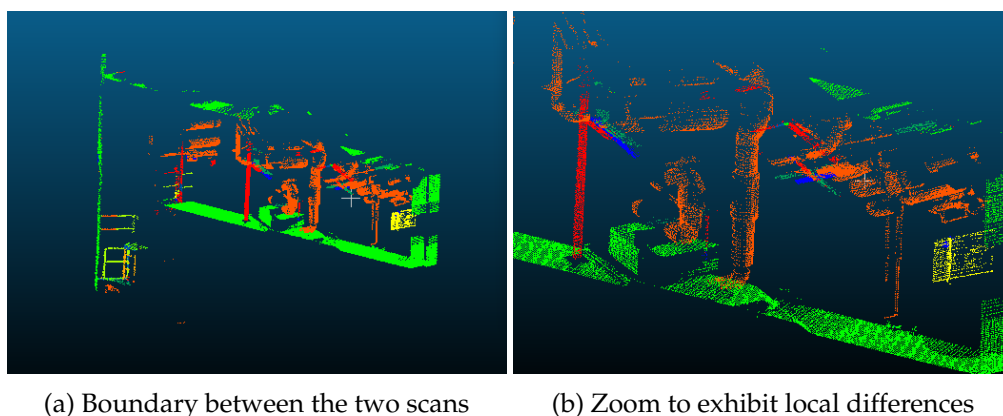 (a) Boundary between the two scans
(b) Zoom to exhibit local differences